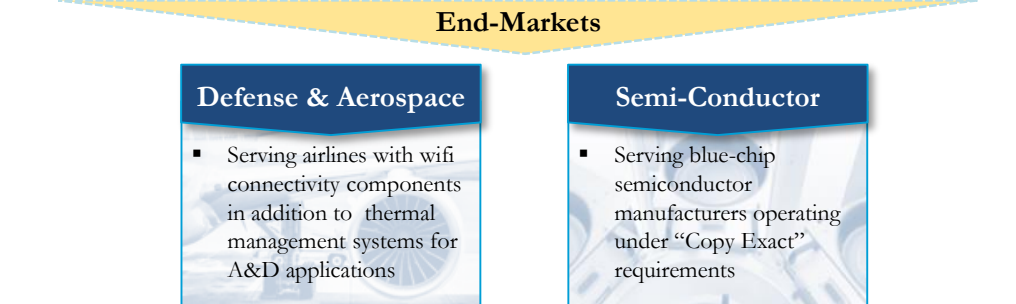 End-Markets
Defense & Aerospace
▪ Serving airlines with wifi
connectivity components
in addition to  thermal
management systems for
A&D applications
Semi-Conductor
▪ Serving blue-chip
semiconductor
manufacturers operating
under “Copy Exact”
requirements